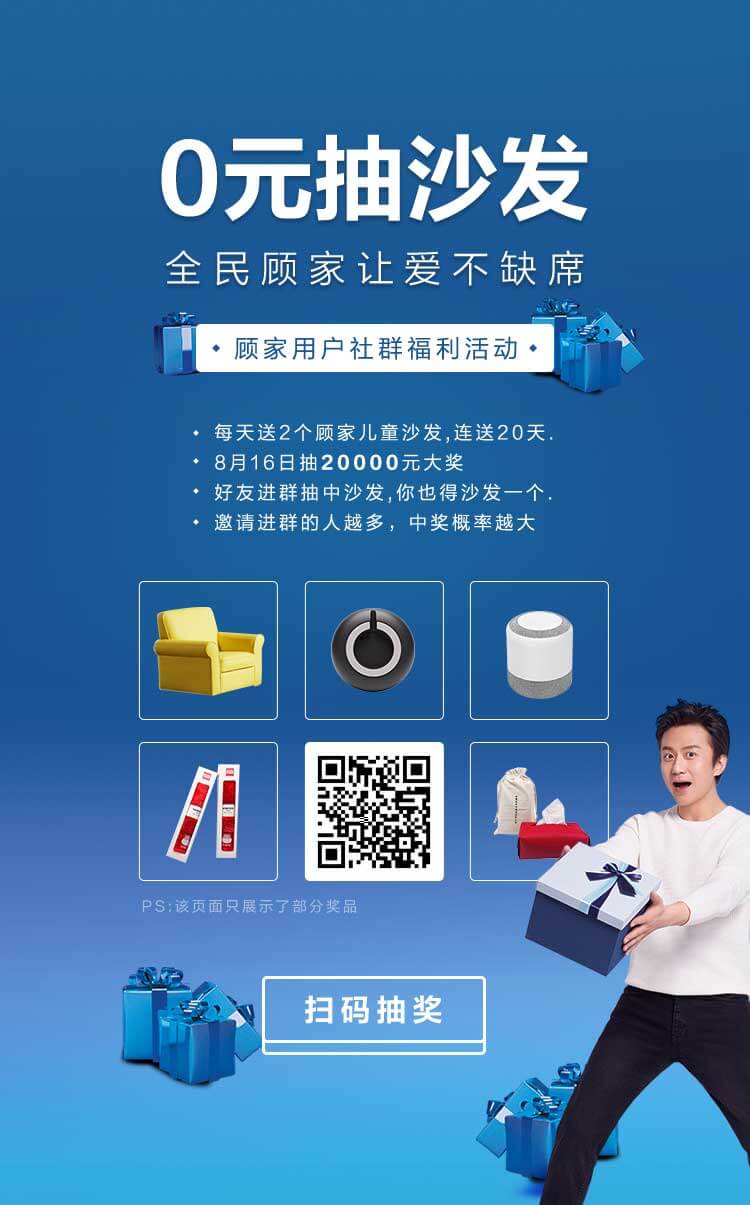 0元抽沙发
全民顾家让爱不缺席
顾家用户社群福利活动
每天送2个顾家儿童沙发,连送20天.
8月16日抽20000元大奖
好友进群抽中沙发,你也得沙发一个.
邀请进群的人越多，中奖概率越大
PS:该页面只展示了部分奖品
扫码抽奖